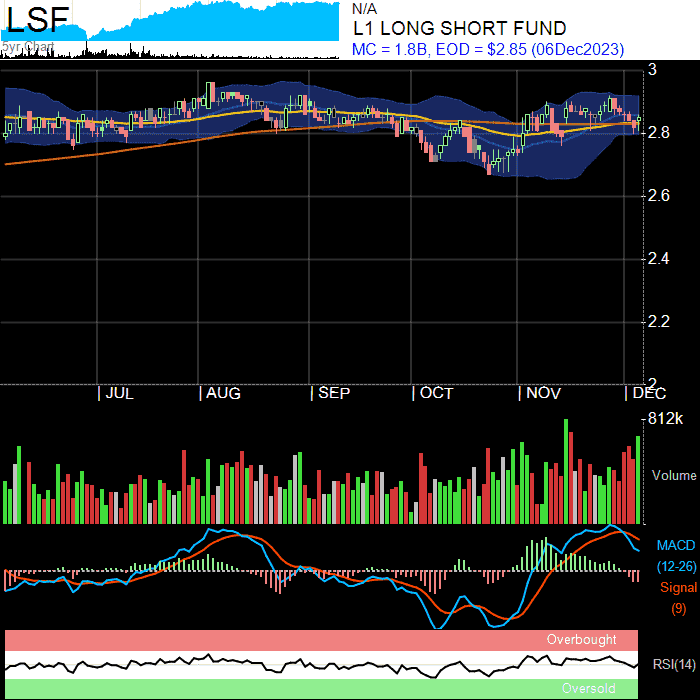 LSF
5yr Chart
N/A
L1 LONG SHORT FUND
MC = 1.8B, EOD = $2.85 (06Dec2023)
3
2.8
2.6
2.4
2.2
2
| JUL | AUG | SEP | OCT | NOV | DEC
812k
Volume
MACD
(12-26)
Signal
(9)
Overbought
RSI(14)
Oversold